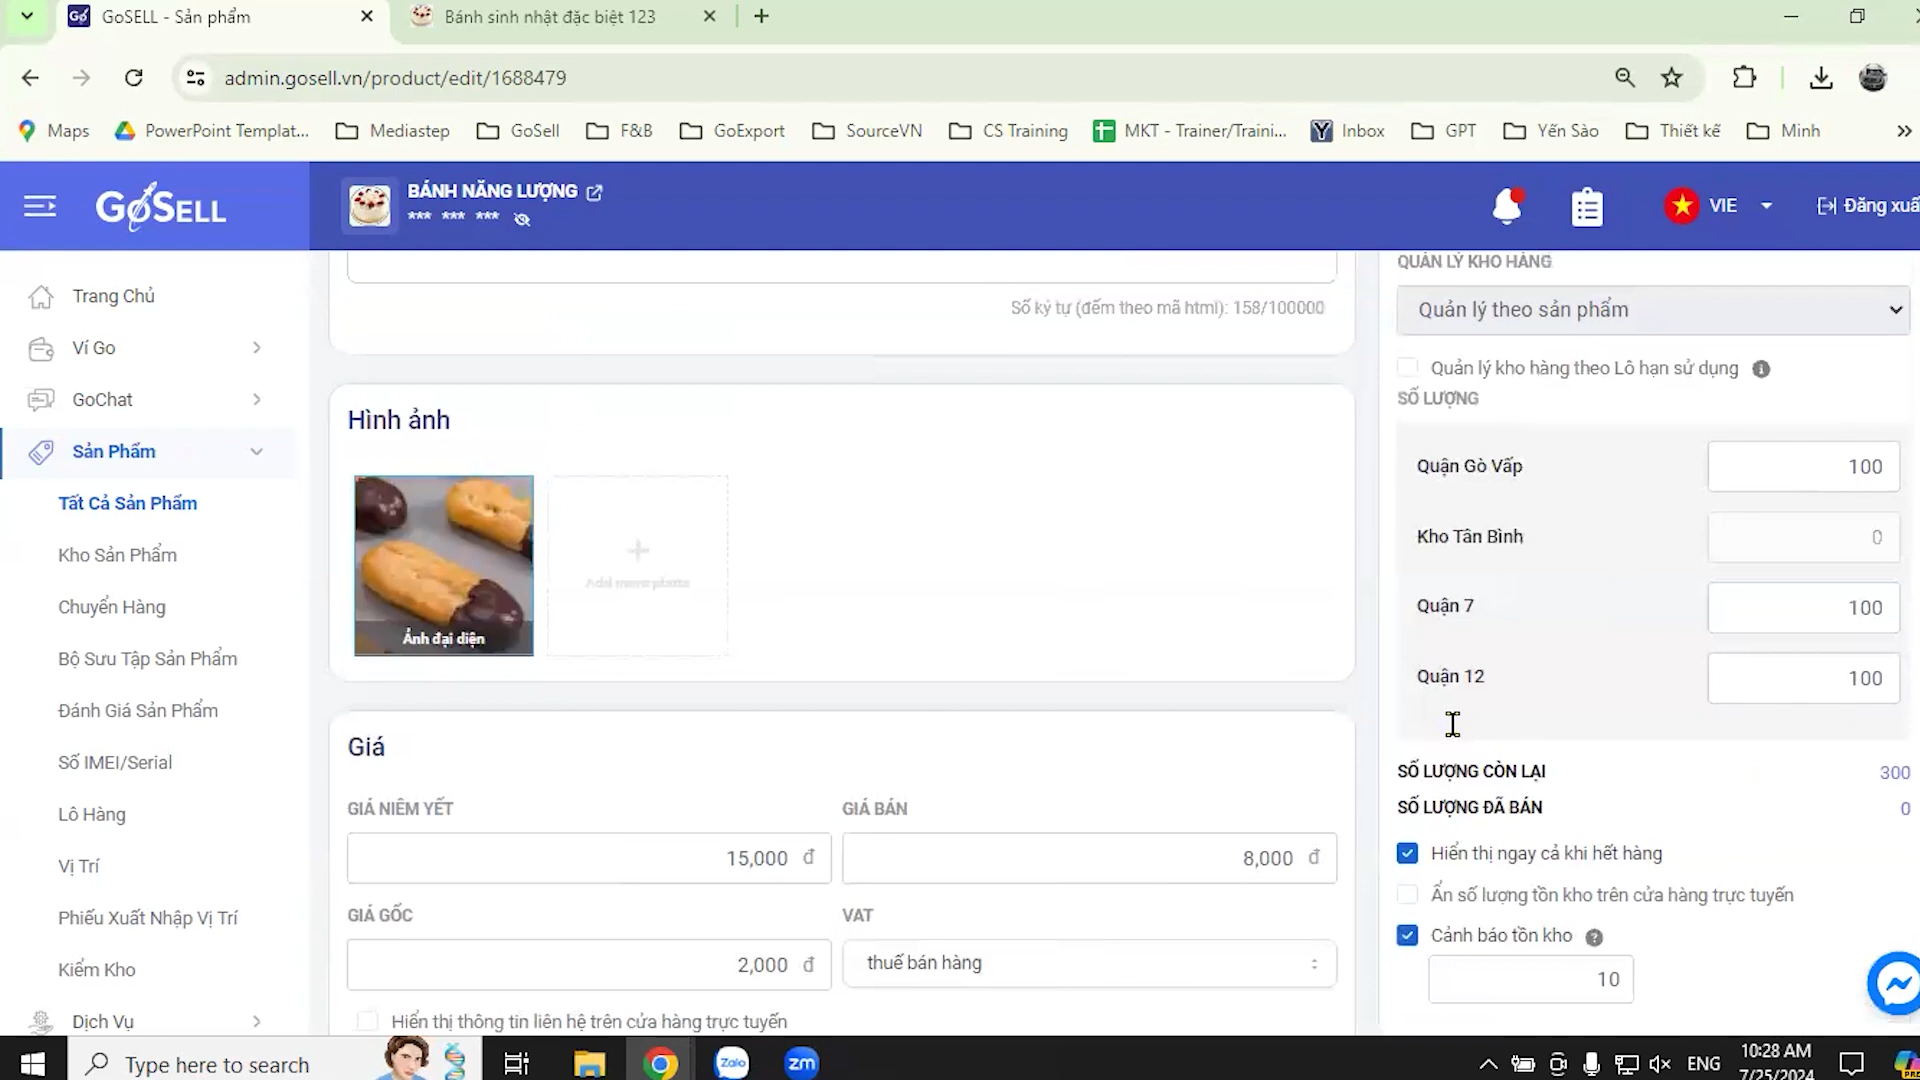 GoSELL - Sản phẩm
Bánh sinh nhật đặc biệt 123
admin.gosell.vn/product/edit/1688479
Maps
PowerPoint Templat...
Mediastep
GoSell
F&B
GoExport
SourceVN
CS Training
MKT - Trainer/Traini...
Inbox
GPT
Yến Sào
Thiết kế
Minh
GoSELL
BÁNH NĂNG LƯỢNG
*** *** ***
VIE
Đăng xuấ
Trang Chủ
Ví Go
GoChat
Sản Phẩm
Tất Cả Sản Phẩm
Kho Sản Phẩm
Chuyển Hàng
Bộ Sưu Tập Sản Phẩm
Đánh Giá Sản Phẩm
Số IMEI/Serial
Lô Hàng
Vị Trí
Phiếu Xuất Nhập Vị Trí
Kiểm Kho
Dịch Vụ
Số ký tự (đếm theo mã html): 158/100000
Hình ảnh
Ảnh đại diện
Add more photo
Giá
GIÁ NIÊM YẾT
GIÁ BÁN
15,000 đ
8,000 đ
GIÁ GỐC
VAT
2,000 đ
thuế bán hàng
Hiển thị thông tin liên hệ trên cửa hàng trực tuyến
QUẢN LÝ KHO HÀNG
Quản lý theo sản phẩm
Quản lý kho hàng theo Lô hạn sử dụng
SỐ LƯỢNG
Quận Gò Vấp 100
Kho Tân Bình 0
Quận 7 100
Quận 12 100
SỐ LƯỢNG CÒN LẠI 300
SỐ LƯỢNG ĐÃ BÁN 0
Hiển thị ngay cả khi hết hàng
Ẩn số lượng tồn kho trên cửa hàng trực tuyến
Cảnh báo tồn kho
10
Type here to search
Zalo
zm
ENG
10:28 AM
7/25/2024